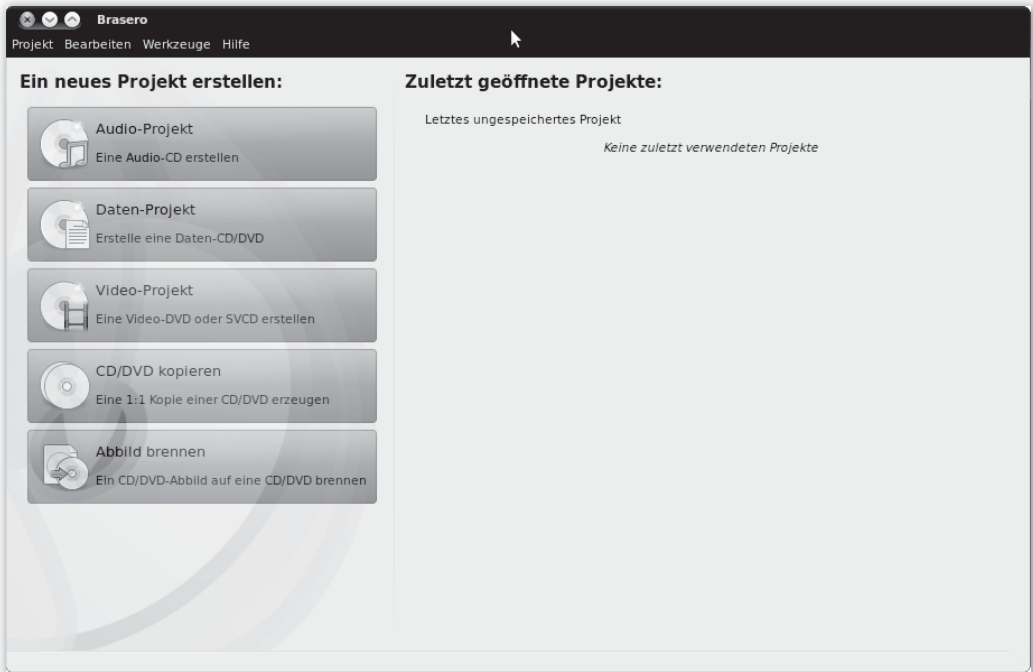 Brasero
Projekt Bearbeiten Werkzeuge Hilfe
Ein neues Projekt erstellen:
Audio-Projekt
Eine Audio-CD erstellen
Daten-Projekt
Erstelle eine Daten-CD/DVD
Video-Projekt
Eine Video-DVD oder SVCD erstellen
CD/DVD kopieren
Eine 1:1 Kopie einer CD/DVD erzeugen
Abbild brennen
Ein CD/DVD-Abbild auf eine CD/DVD brennen
Zuletzt geöffnete Projekte:
Letztes ungespeichertes Projekt
Keine zuletzt verwendeten Projekte